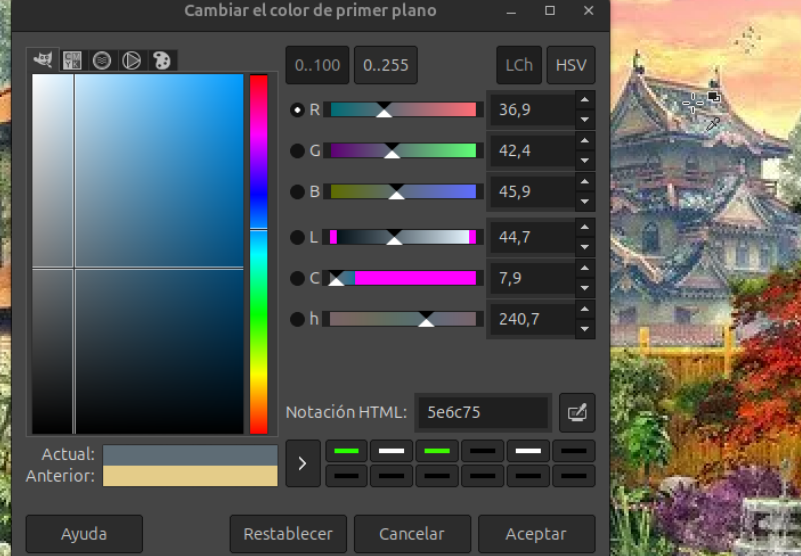 Cambiar el color de primer plano
0..100 0..255 LCh HSV
R 36,9
G 42,4
B 45,9
L 44,7
C 7,9
h 240,7
Notación HTML: 5e6c75
Actual:
Anterior:
Ayuda Restablecer Cancelar Aceptar